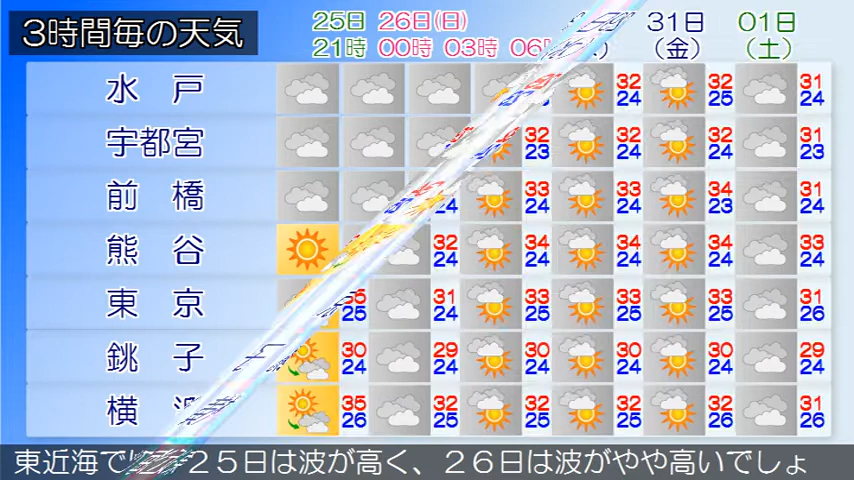 3時間毎の天気
25日 26日(日) 31日 01日
21時 00時 03時 (金) (土)
水戸 32 32 31
24 25 24
宇都宮 32 32 32 31
23 24 24 23
前橋 33 33 34 31
24 24 24 23 24
熊谷 32 34 34 34 33
24 24 24 24 24
東京 31 33 33 33 31
25 24 25 25 25 26
銚子 30 29 30 30 30 29
24 24 24 24 24 24
横 35 32 32 32 32 31
26 25 25 25 26 26
東近海で 25日は波が高く、26日は波がやや高いでしょ